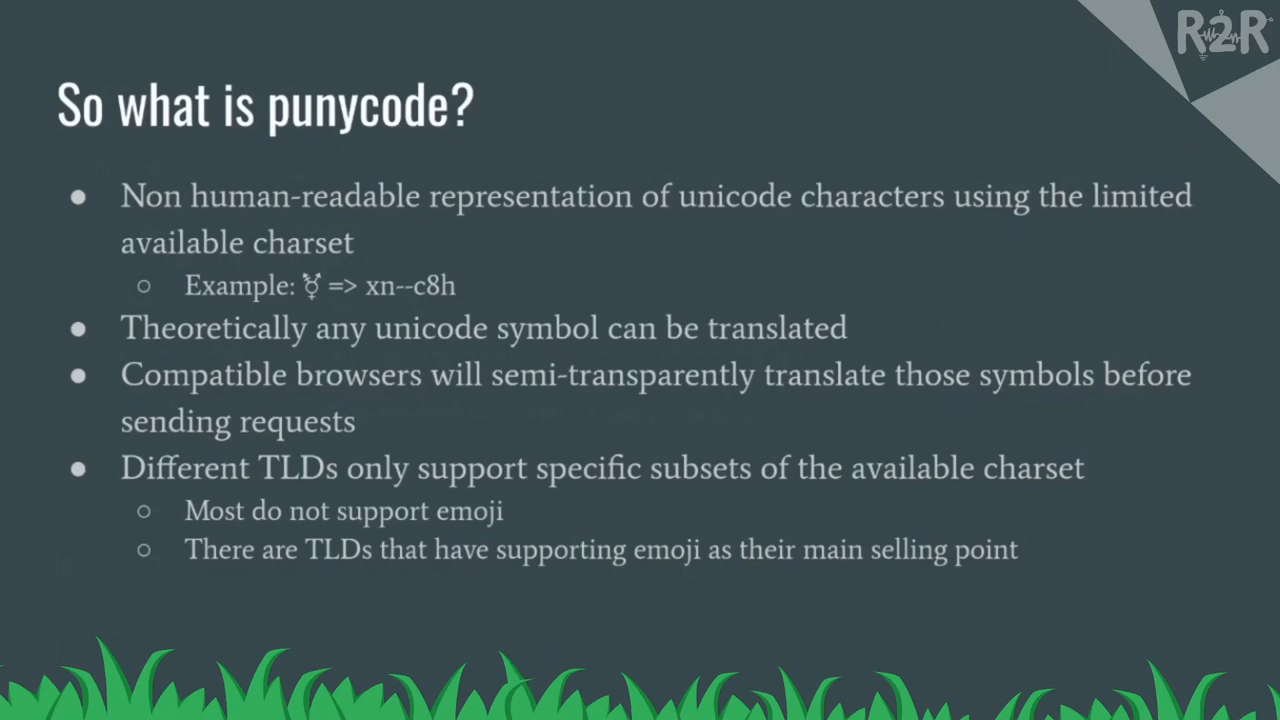 R2R
So what is punycode?
● Non human-readable representation of unicode characters using the limited
available charset
○ Example: ⚧ => xn--c8h
● Theoretically any unicode symbol can be translated
● Compatible browsers will semi-transparently translate those symbols before
sending requests
● Different TLDs only support specific subsets of the available charset
○ Most do not support emoji
○ There are TLDs that have supporting emoji as their main selling point